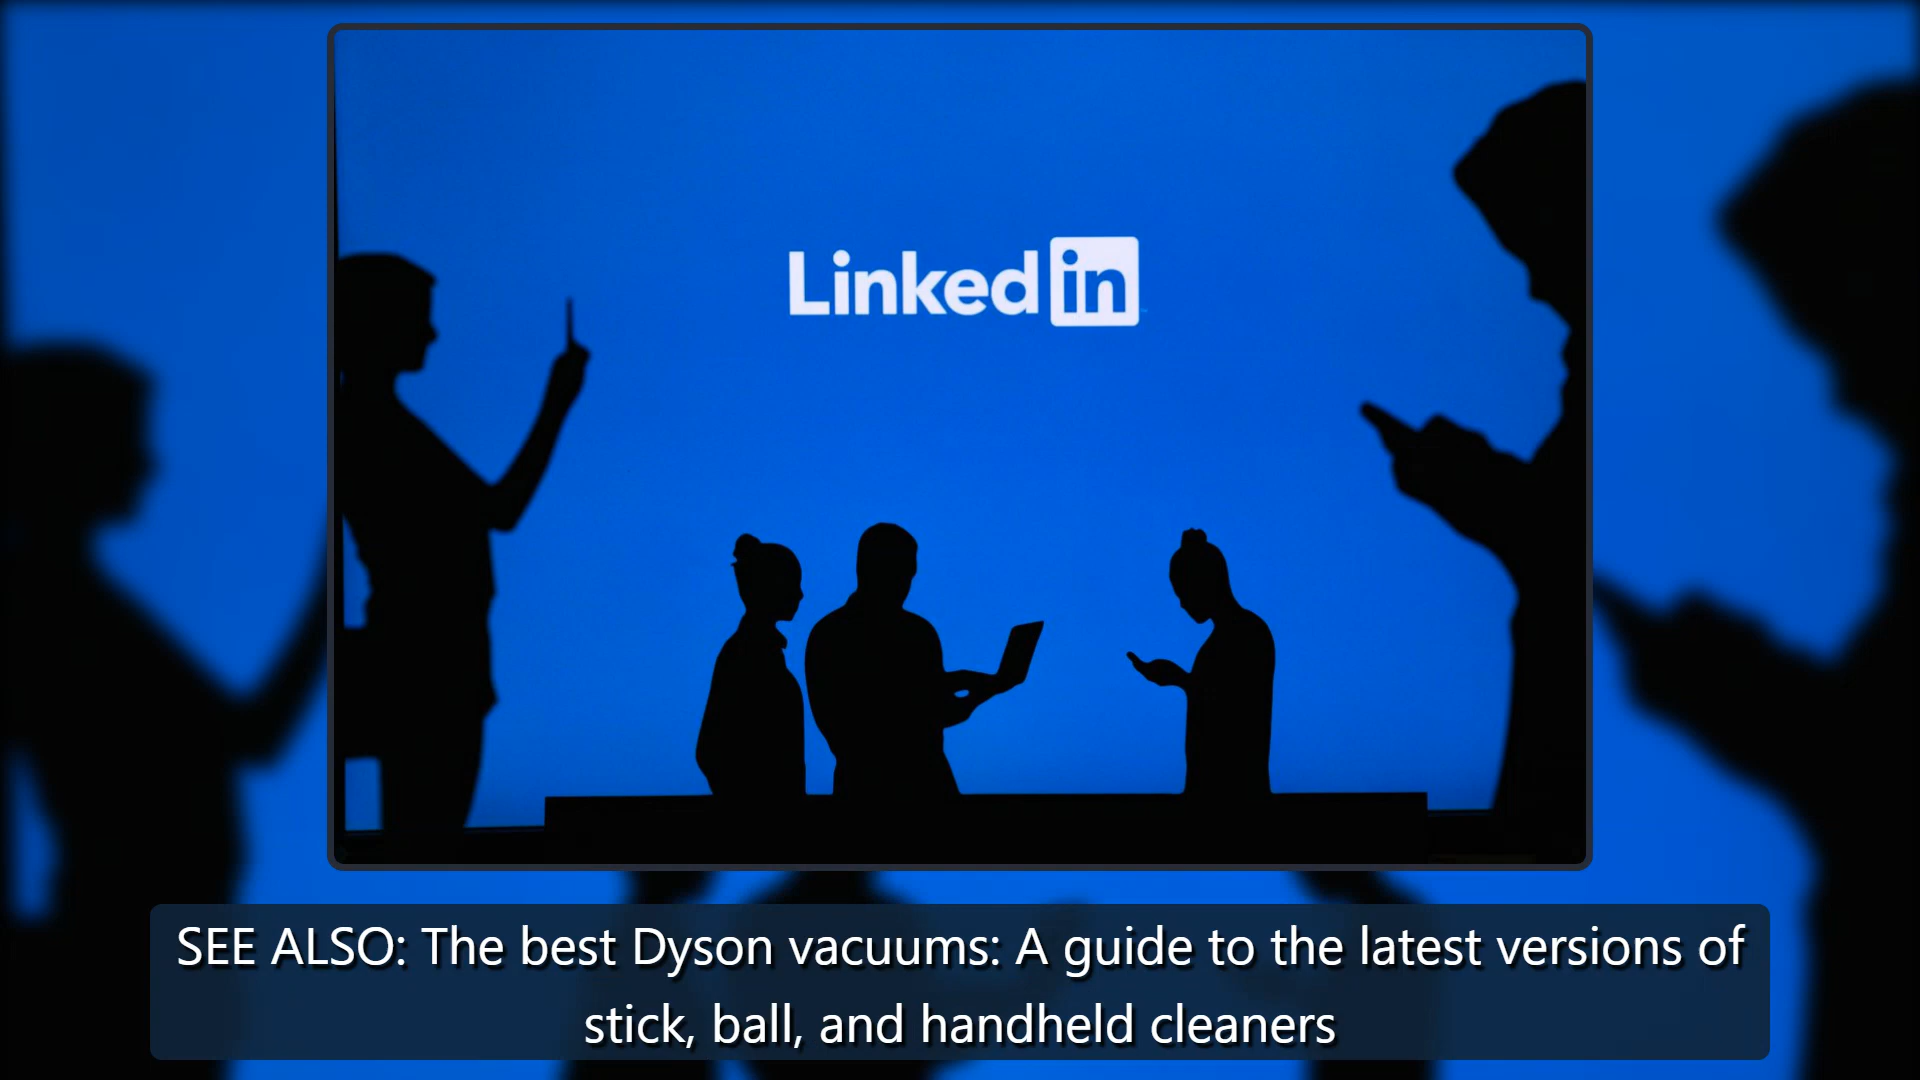 LinkedIn
SEE ALSO: The best Dyson vacuums: A guide to the latest versions of
stick, ball, and handheld cleaners